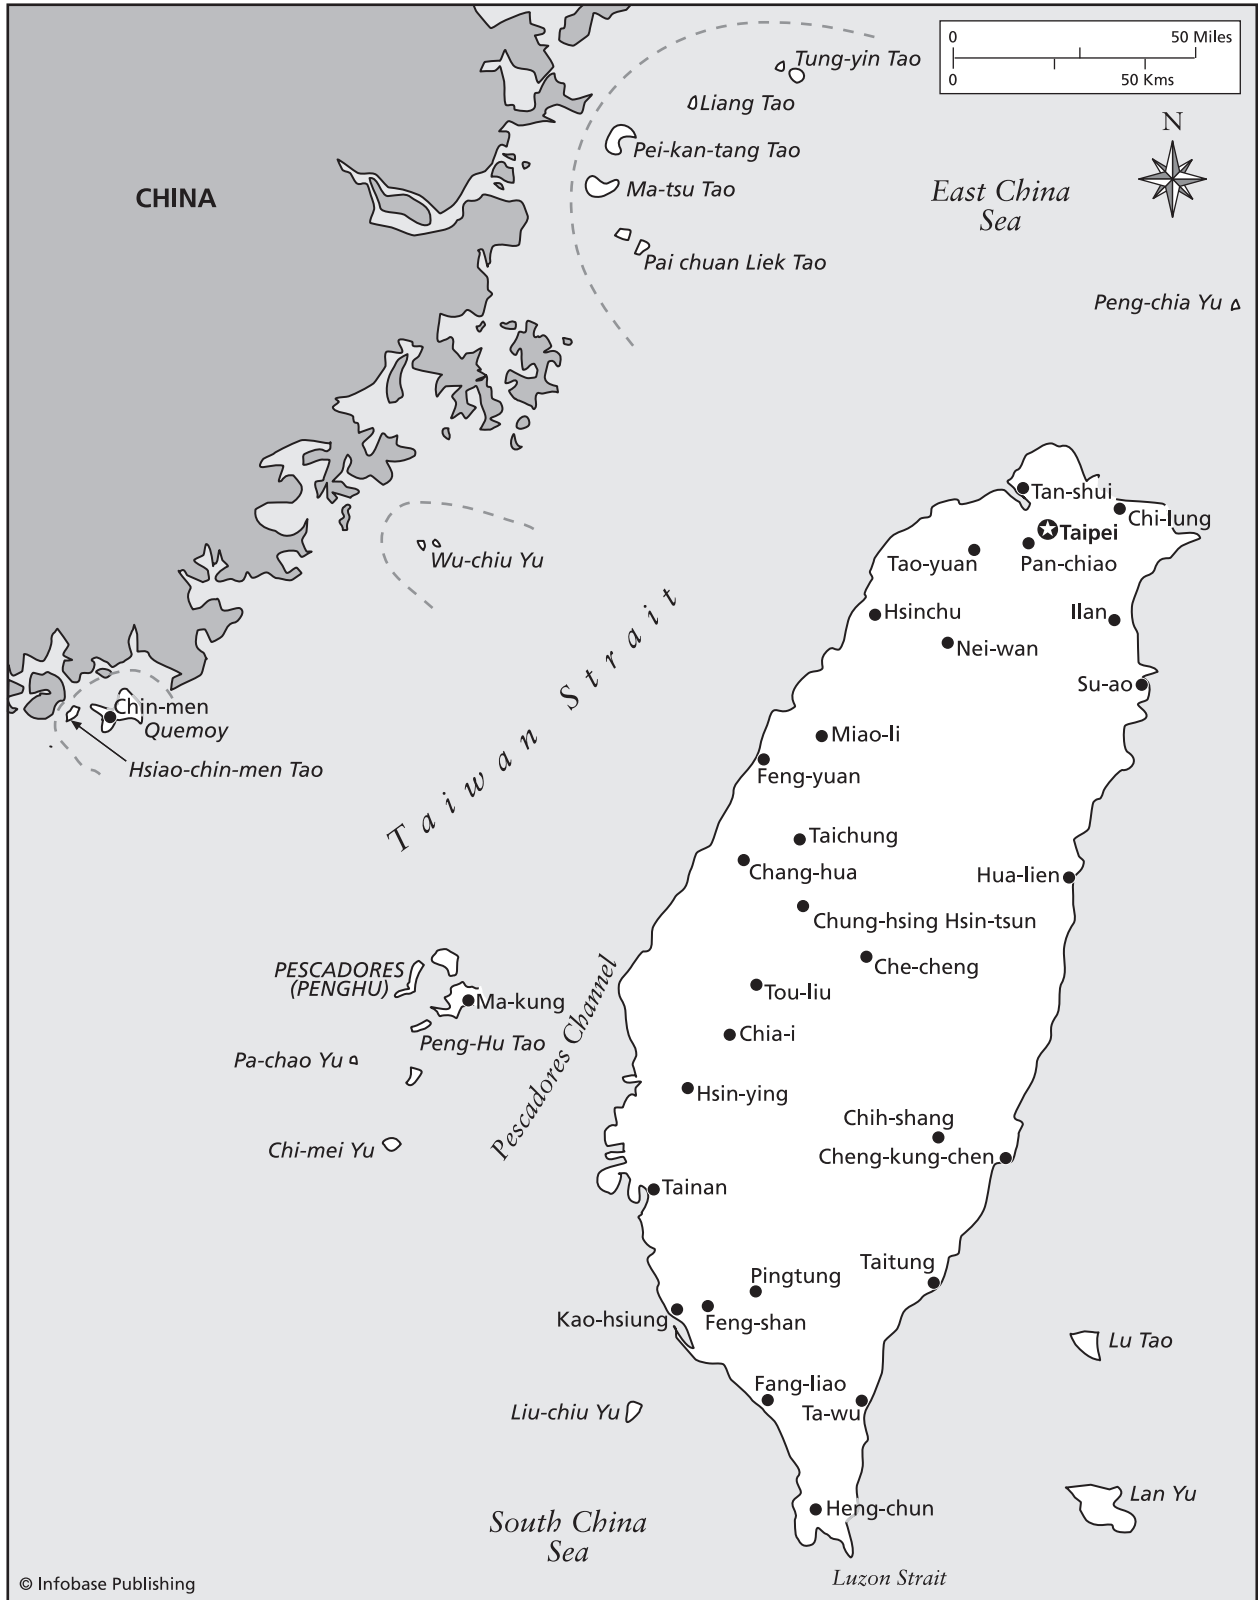 0 50 Miles
0 50 Kms
N
Tung-yin Tao
Liang Tao
Pei-kan-tang Tao
CHINA
Ma-tsu Tao
East China
Sea
Pai chuan Liek Tao
Peng-chia Yu
Tan-shui
Chi-lung
Taipei
Wu-chiu Yu
Tao-yuan
Pan-chiao
Hsinchu
Ilan
Nei-wan
Su-ao
Chin-men
Quemoy
Hsiao-chin-men Tao
Taiwan Strait
Miao-li
Feng-yuan
Taichung
Chang-hua
Hua-lien
Chung-hsing Hsin-tsun
Che-cheng
PESCADORES
(PENGHU)
Tou-liu
Ma-kung
Pescadores Channel
Chia-i
Peng-Hu Tao
Pa-chao Yu
Hsin-ying
Chih-shang
Chi-mei Yu
Cheng-kung-chen
Tainan
Taitung
Pingtung
Kao-hsiung
Feng-shan
Lu Tao
Fang-liao
Liu-chiu Yu
Ta-wu
Lan Yu
Heng-chun
South China
Sea
Luzon Strait
© Infobase Publishing